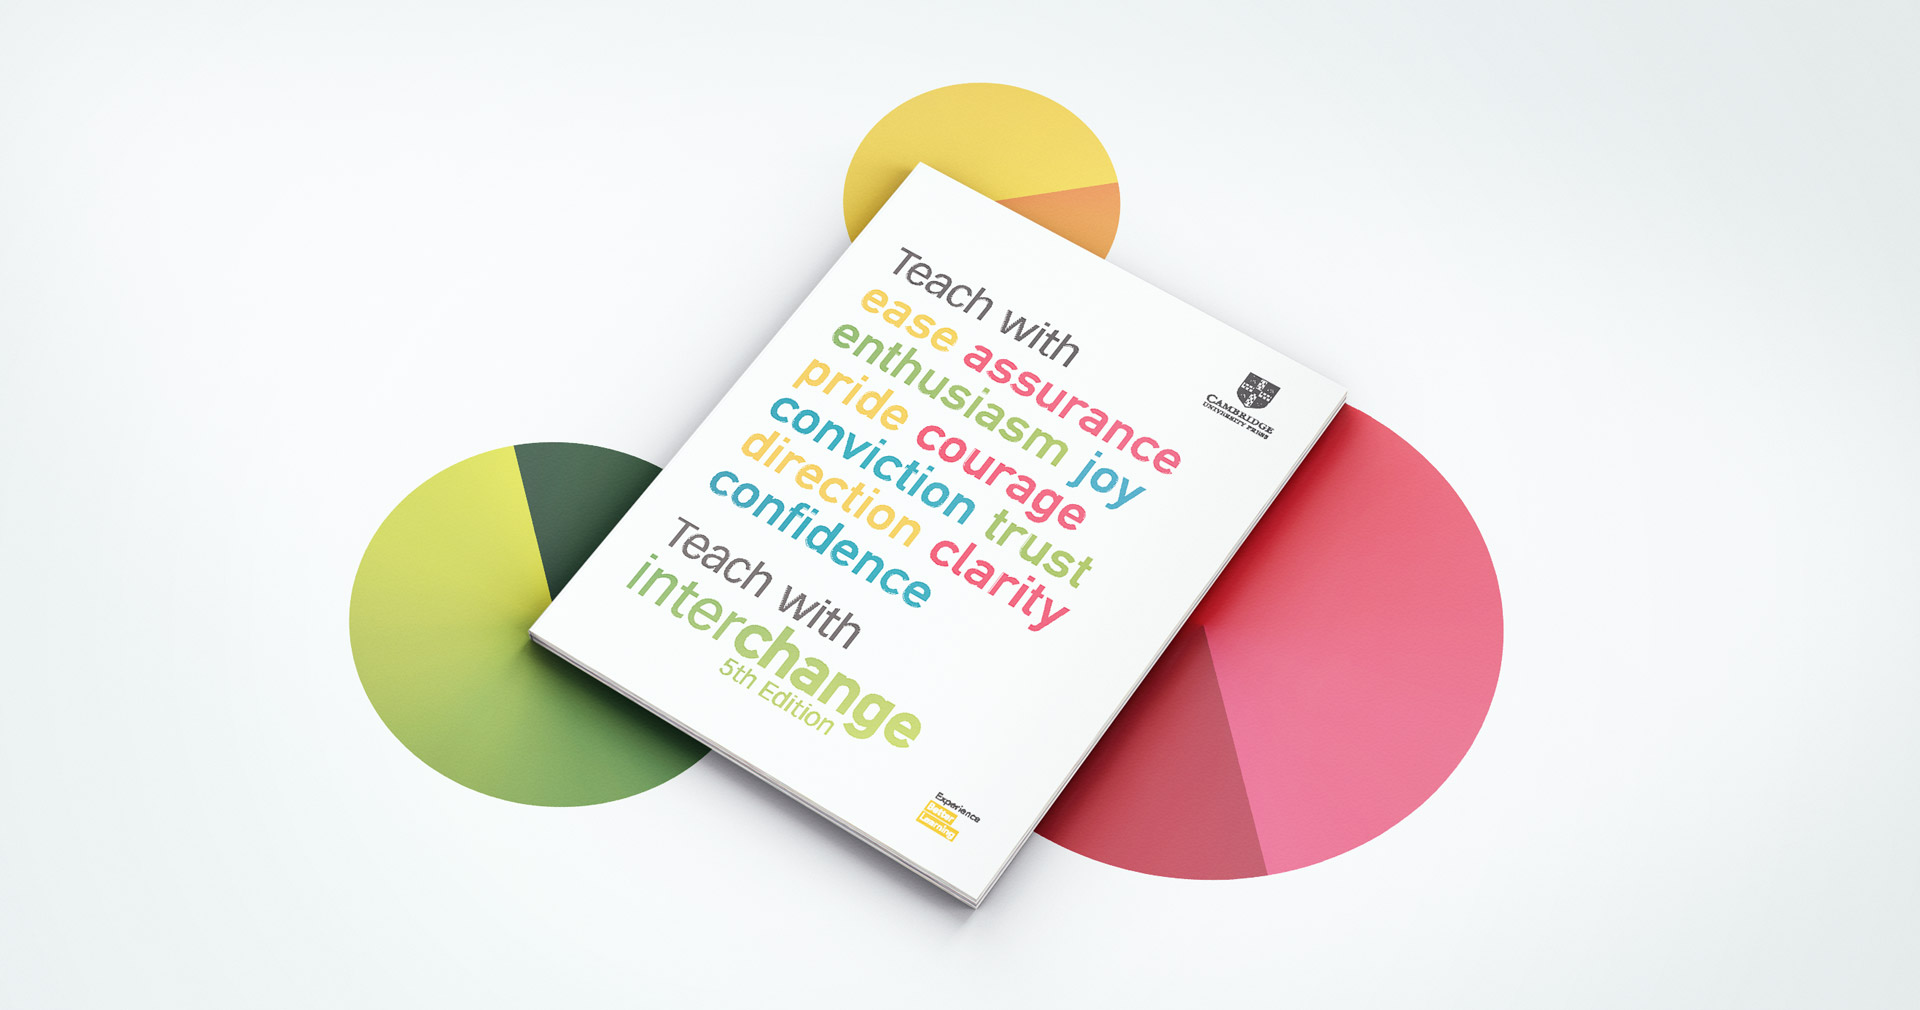 Teach with
ease assurance
enthusiasm joy
pride courage
conviction trust
direction clarity
confidence
Teach with
interchange
5th Edition
CAMBRIDGE
UNIVERSITY PRESS
Experience
Better
Learning